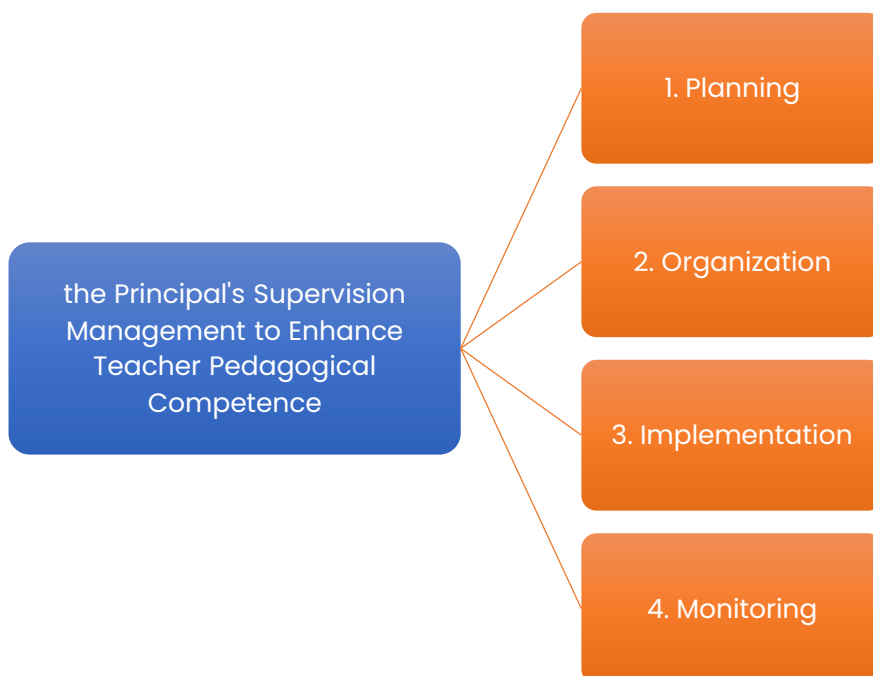 the Principal's Supervision
Management to Enhance
Teacher Pedagogical
Competence
1. Planning
2. Organization
3. Implementation
4. Monitoring